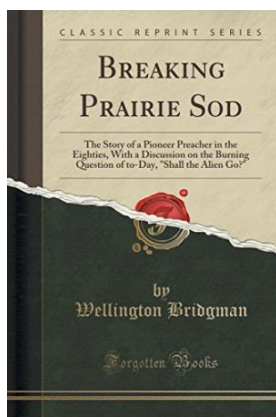 CLASSIC REPRINT SERIES
BREAKING
PRAIRIE SOD
The Story of a Pioneer Preacher in the
Eighties, With a Discussion on the Burning
Question of to-Day, "Shall the Alien Go?"
by
Wellington Bridgman
Forgotten Books